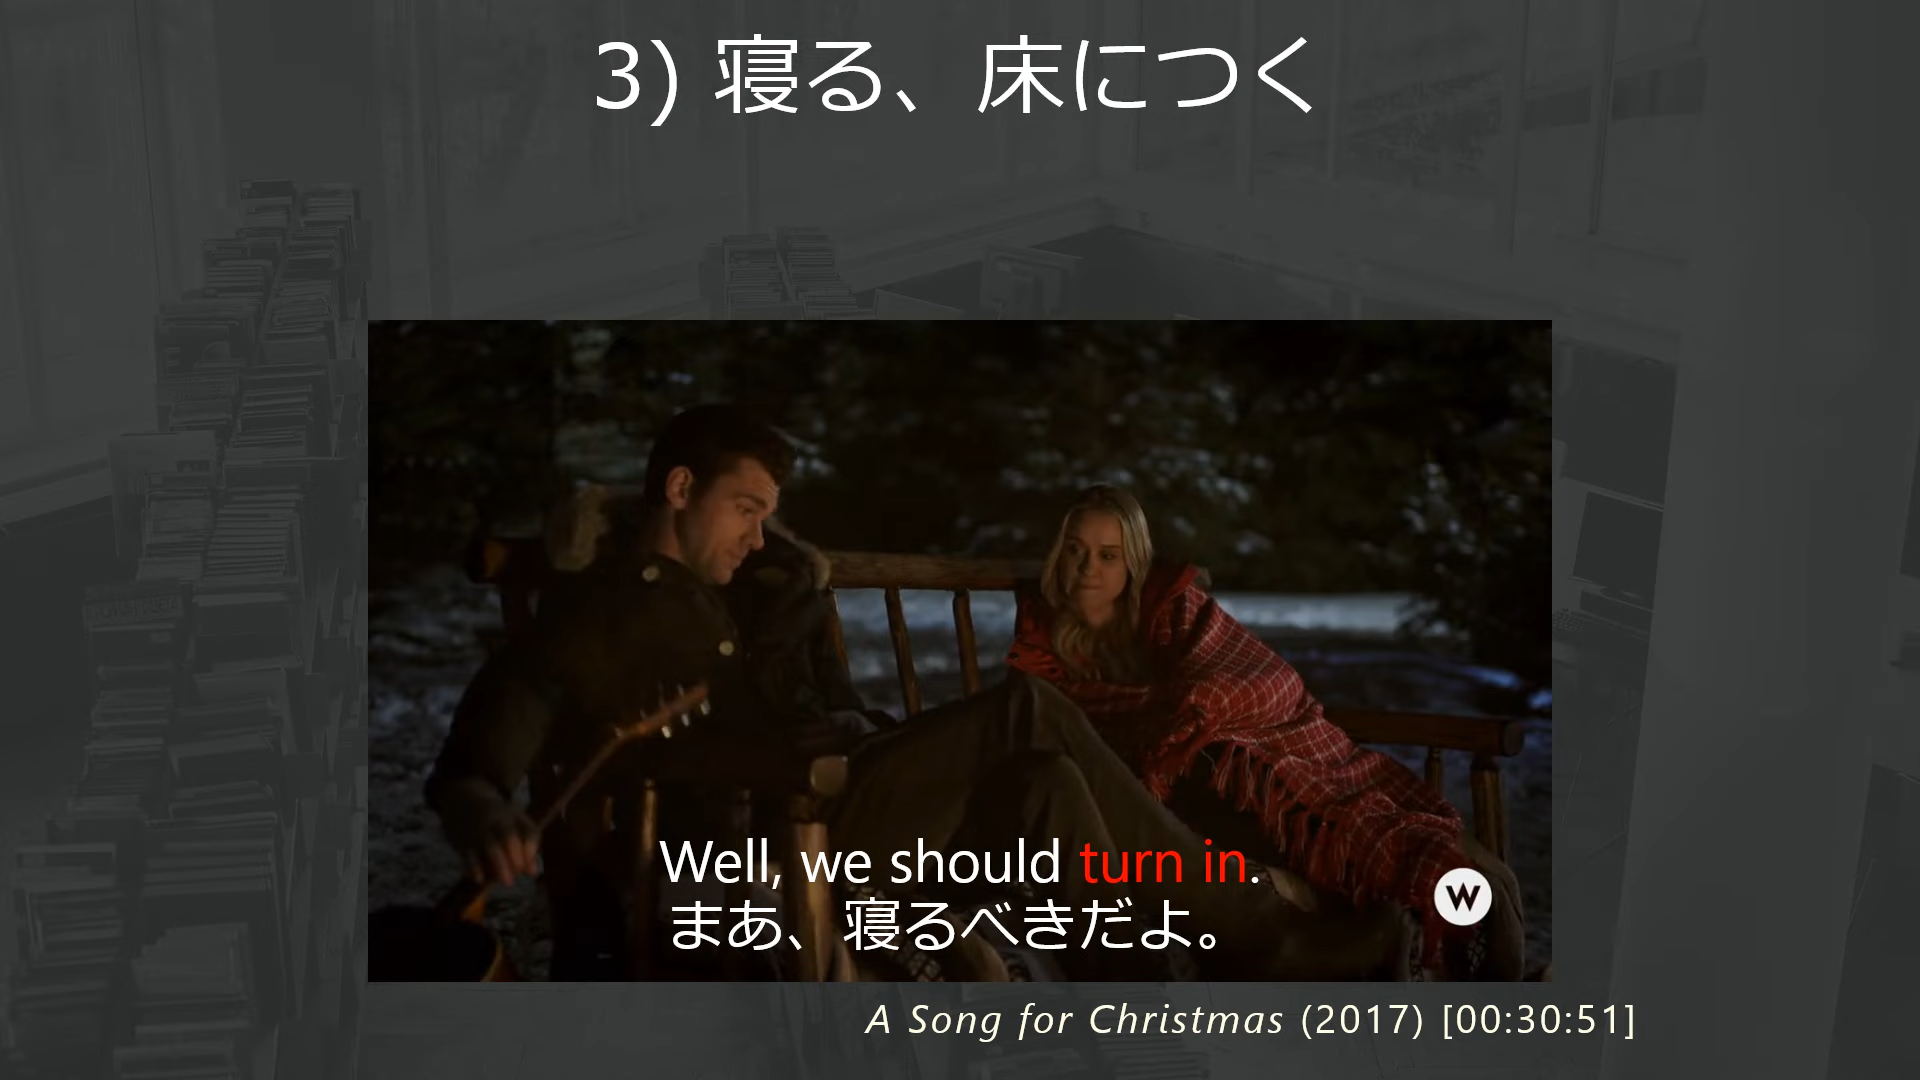 3) 寝る、床につく
Well, we should turn in.
まあ、寝るべきだよ。
W
A Song for Christmas (2017) [00:30:51]